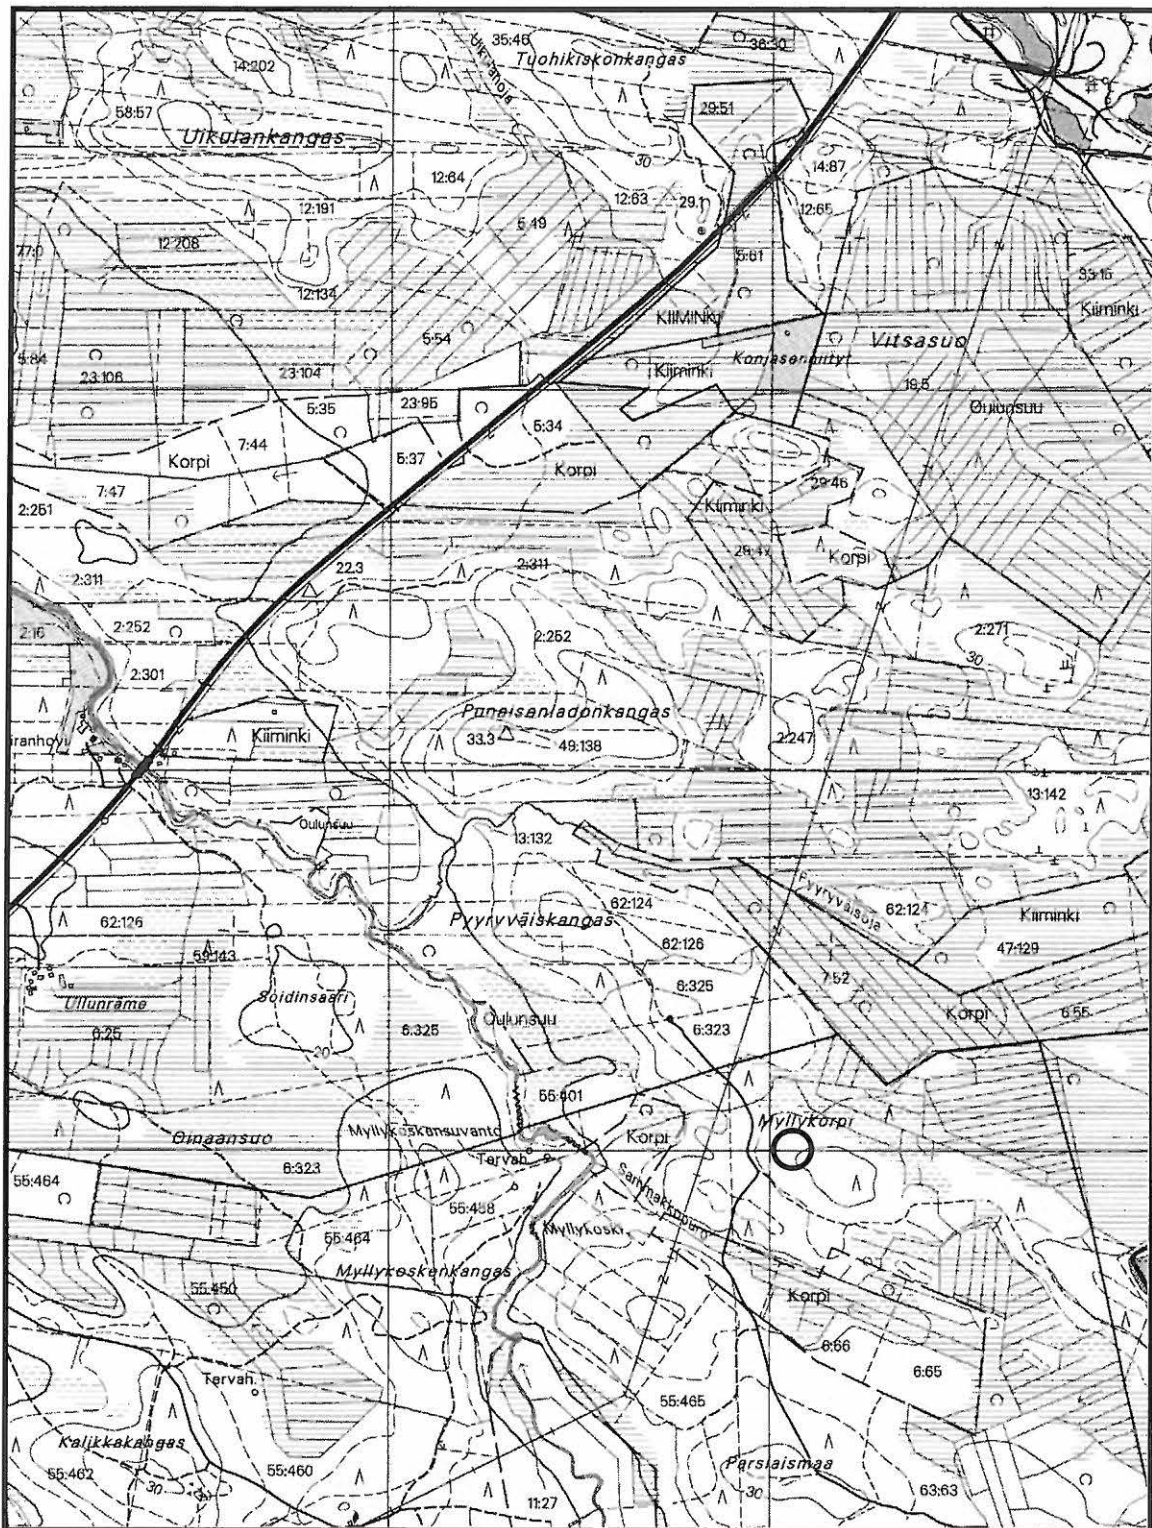 35:46
36:30
Tuohikiskonkangas
14:202
29:51
58:57
Uikulankangas
30
14:87
12:64
12:191
12:63
29:1
12:65
5:49
12:208
5:61
77:0
33:16
12:134
KIIMINKI
Kiiminki
5:54
Vitsasuo
5:84
Kiiminki
23:106
23:104
18:5
Oulunsuu
5:35
23:95
5:34
7:44
Korpi
5:37
Korpi
29:46
7:47
Kiiminki
2:251
Korpi
2:311
22.3
2:311
2:16
2:252
2:252
2:271
30
2:301
Kiiminki
33.3
49:138
2:247
13:142
Oulunsuu
13:132
Pyyryväisoja
62:124
62:124
Kiiminki
62:126
Pyyryväiskangas
59:143
62:126
47:129
7:52
Soidinsaari
6:325
Ullunräme
6:325
Oulunsuu
6:323
Korpi
6:55
6:25
20
55:401
Myllykorpi
Myllykoskensuvanto
Korpi
Oinaansuo
Tervah.
6:323
55:464
55:464
Myllykoski
Myllykoskenkangas
55:450
Korpi
6:66
6:65
Tervah.
55:465
Kalikkakangas
55:462
55:460
30
Parsiaismaa
30
11:27
63:63